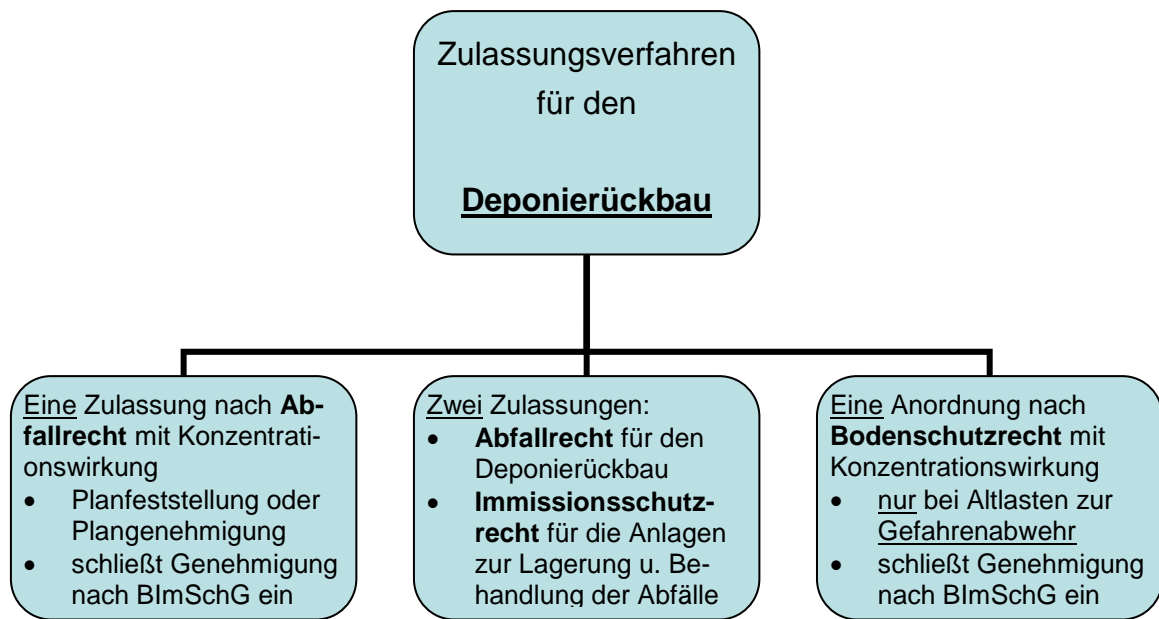 Zulassungsverfahren
für den
Deponierückbau
Eine Zulassung nach Ab-
fallrecht mit Konzentrati-
onswirkung
• Planfeststellung oder
Plangenehmigung
• schließt Genehmigung
nach BImSchG ein
Zwei Zulassungen:
• Abfallrecht für den
Deponierückbau
• Immissionsschutz-
recht für die Anlagen
zur Lagerung u. Be-
handlung der Abfälle
Eine Anordnung nach
Bodenschutzrecht mit
Konzentrationswirkung
• nur bei Altlasten zur
Gefahrenabwehr
• schließt Genehmigung
nach BImSchG ein